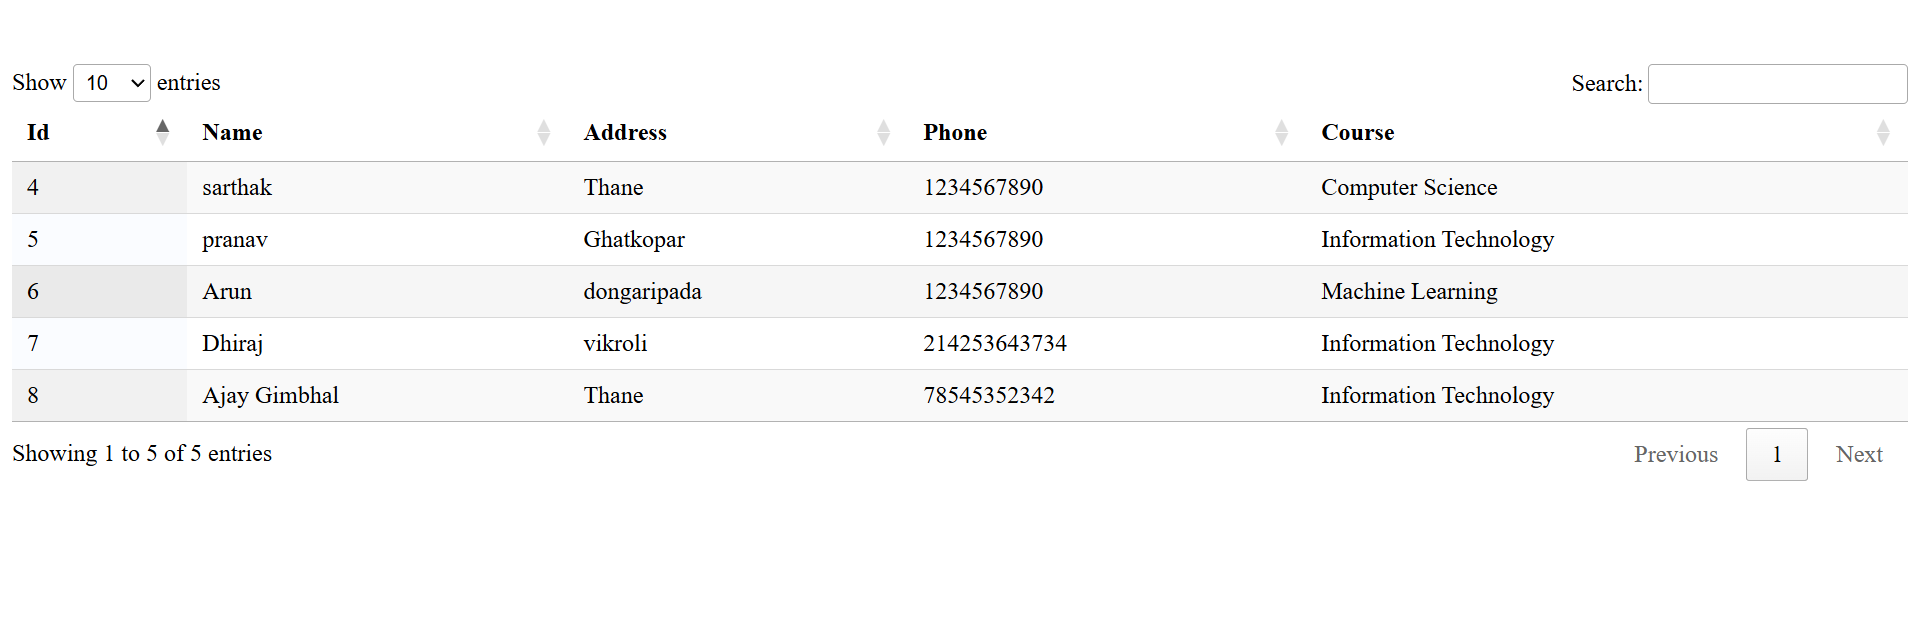 Show 10 entries Search:
Id Name Address Phone Course
4 sarthak Thane 1234567890 Computer Science
5 pranav Ghatkopar 1234567890 Information Technology
6 Arun dongaripada 1234567890 Machine Learning
7 Dhiraj vikroli 214253643734 Information Technology
8 Ajay Gimbhal Thane 78545352342 Information Technology
Showing 1 to 5 of 5 entries Previous 1 Next